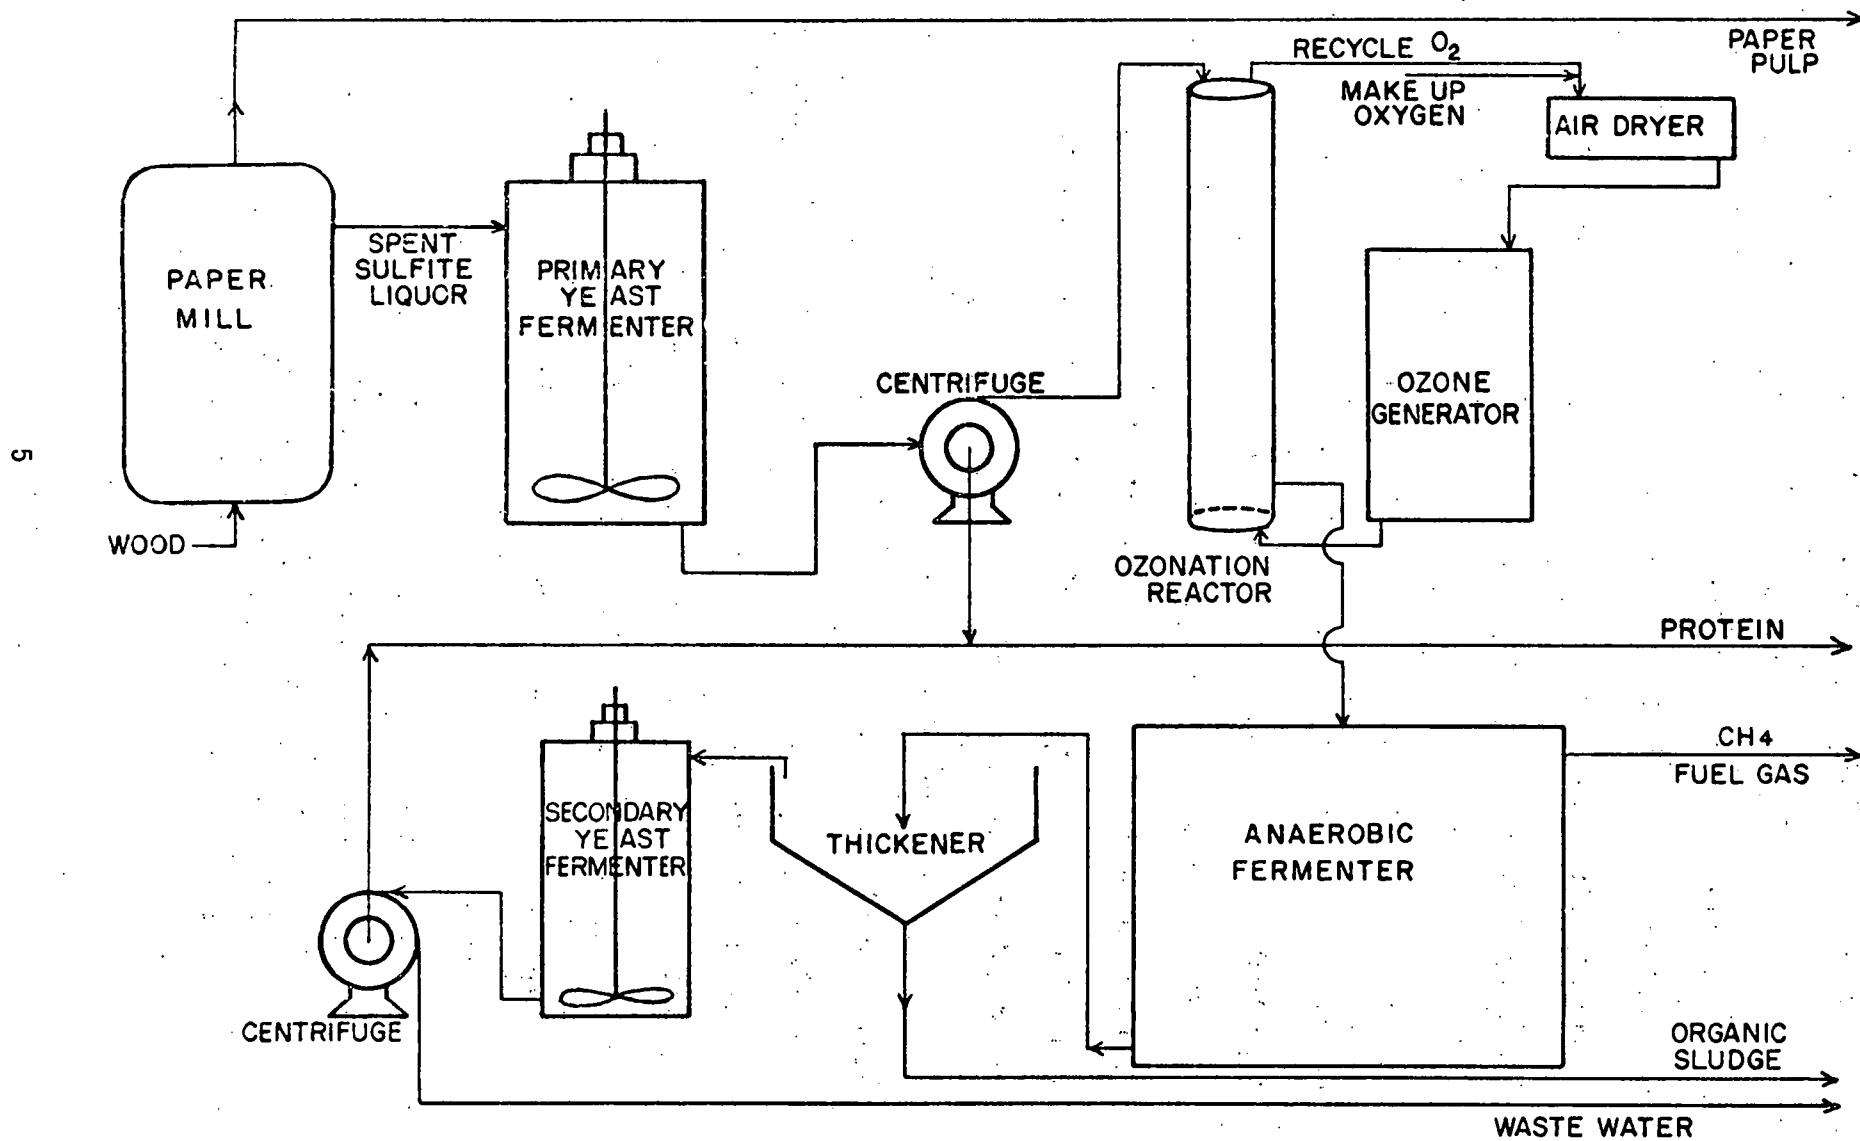 PAPER
PULP
RECYCLE O2
MAKE UP
OXYGEN
AIR DRYER
SPENT
SULFITE
LIQUOR
PAPER
MILL
PRIMARY
YEAST
FERMENTER
CENTRIFUGE
OZONE
GENERATOR
5
WOOD
OZONATION
REACTOR
PROTEIN
CH4
FUEL GAS
SECONDARY
YEAST
FERMENTER
THICKENER
ANAEROBIC
FERMENTER
CENTRIFUGE
ORGANIC
SLUDGE
WASTE WATER